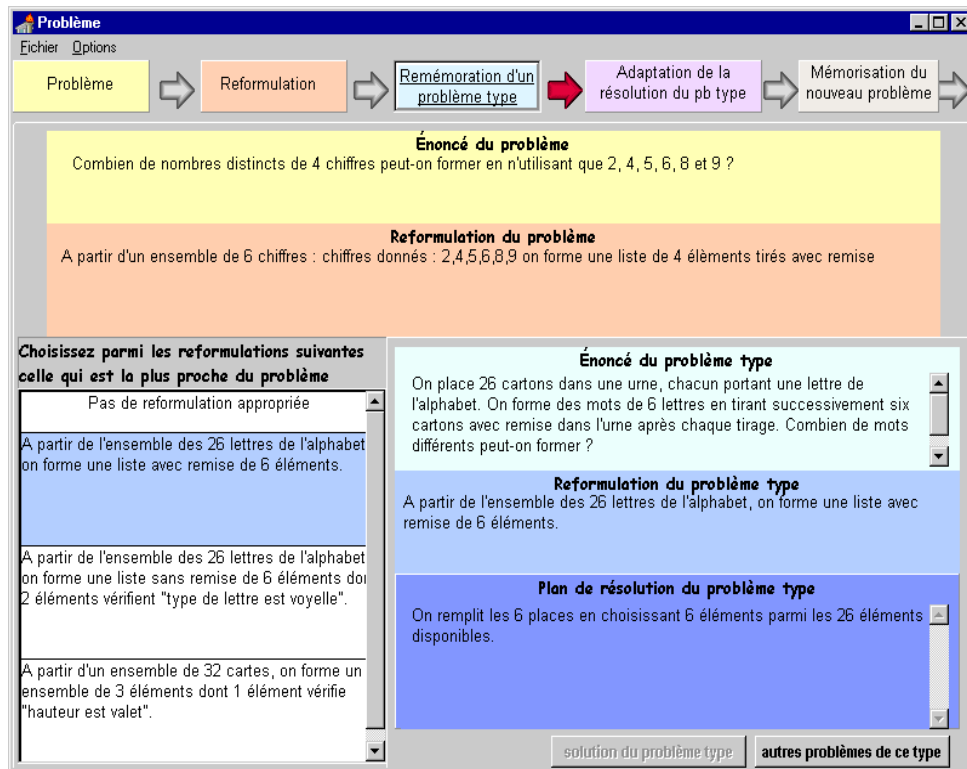 Problème
Fichier Options
Problème
Reformulation
Remémoration d'un
problème type
Adaptation de la
résolution du pb type
Mémorisation du
nouveau problème
Énoncé du problème
Combien de nombres distincts de 4 chiffres peut-on former en n'utilisant que 2, 4, 5, 6, 8 et 9 ?
Reformulation du problème
A partir d'un ensemble de 6 chiffres : chiffres donnés : 2,4,5,6,8,9 on forme une liste de 4 élèments tirés avec remise
Choisissez parmi les reformulations suivantes
celle qui est la plus proche du problème
Pas de reformulation appropriée
A partir de l'ensemble des 26 lettres de l'alphabet
on forme une liste avec remise de 6 éléments.
A partir de l'ensemble des 26 lettres de l'alphabet
on forme une liste sans remise de 6 éléments do
2 éléments vérifient "type de lettre est voyelle".
A partir d'un ensemble de 32 cartes, on forme un
ensemble de 3 éléments dont 1 élément vérifie
"hauteur est valet".
Énoncé du problème type
On place 26 cartons dans une urne, chacun portant une lettre de
l'alphabet. On forme des mots de 6 lettres en tirant successivement six
cartons avec remise dans l'urne après chaque tirage. Combien de mots
différents peut-on former ?
Reformulation du problème type
A partir de l'ensemble des 26 lettres de l'alphabet, on forme une liste avec
remise de 6 éléments.
Plan de résolution du problème type
On remplit les 6 places en choisissant 6 éléments parmi les 26 éléments
disponibles.
solution du problème type
autres problèmes de ce type